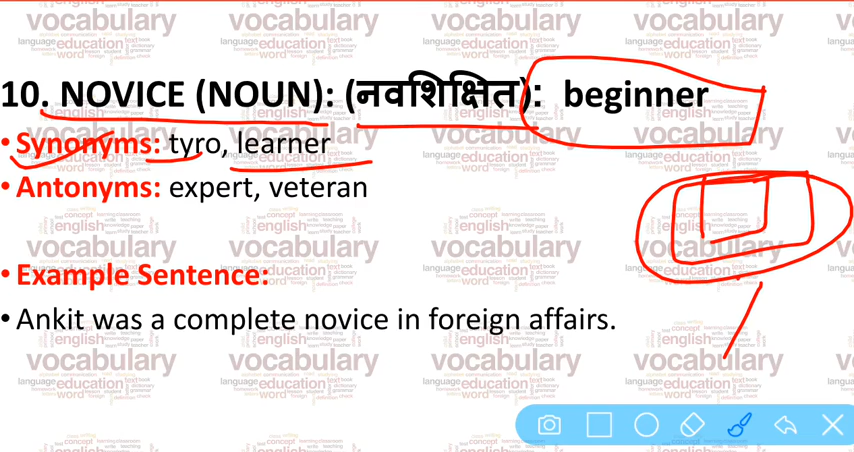 10. NOVICE (NOUN): (नवशिक्षित): beginner
• Synonyms: tyro, learner
• Antonyms: expert, veteran
• Example Sentence:
• Ankit was a complete novice in foreign affairs.